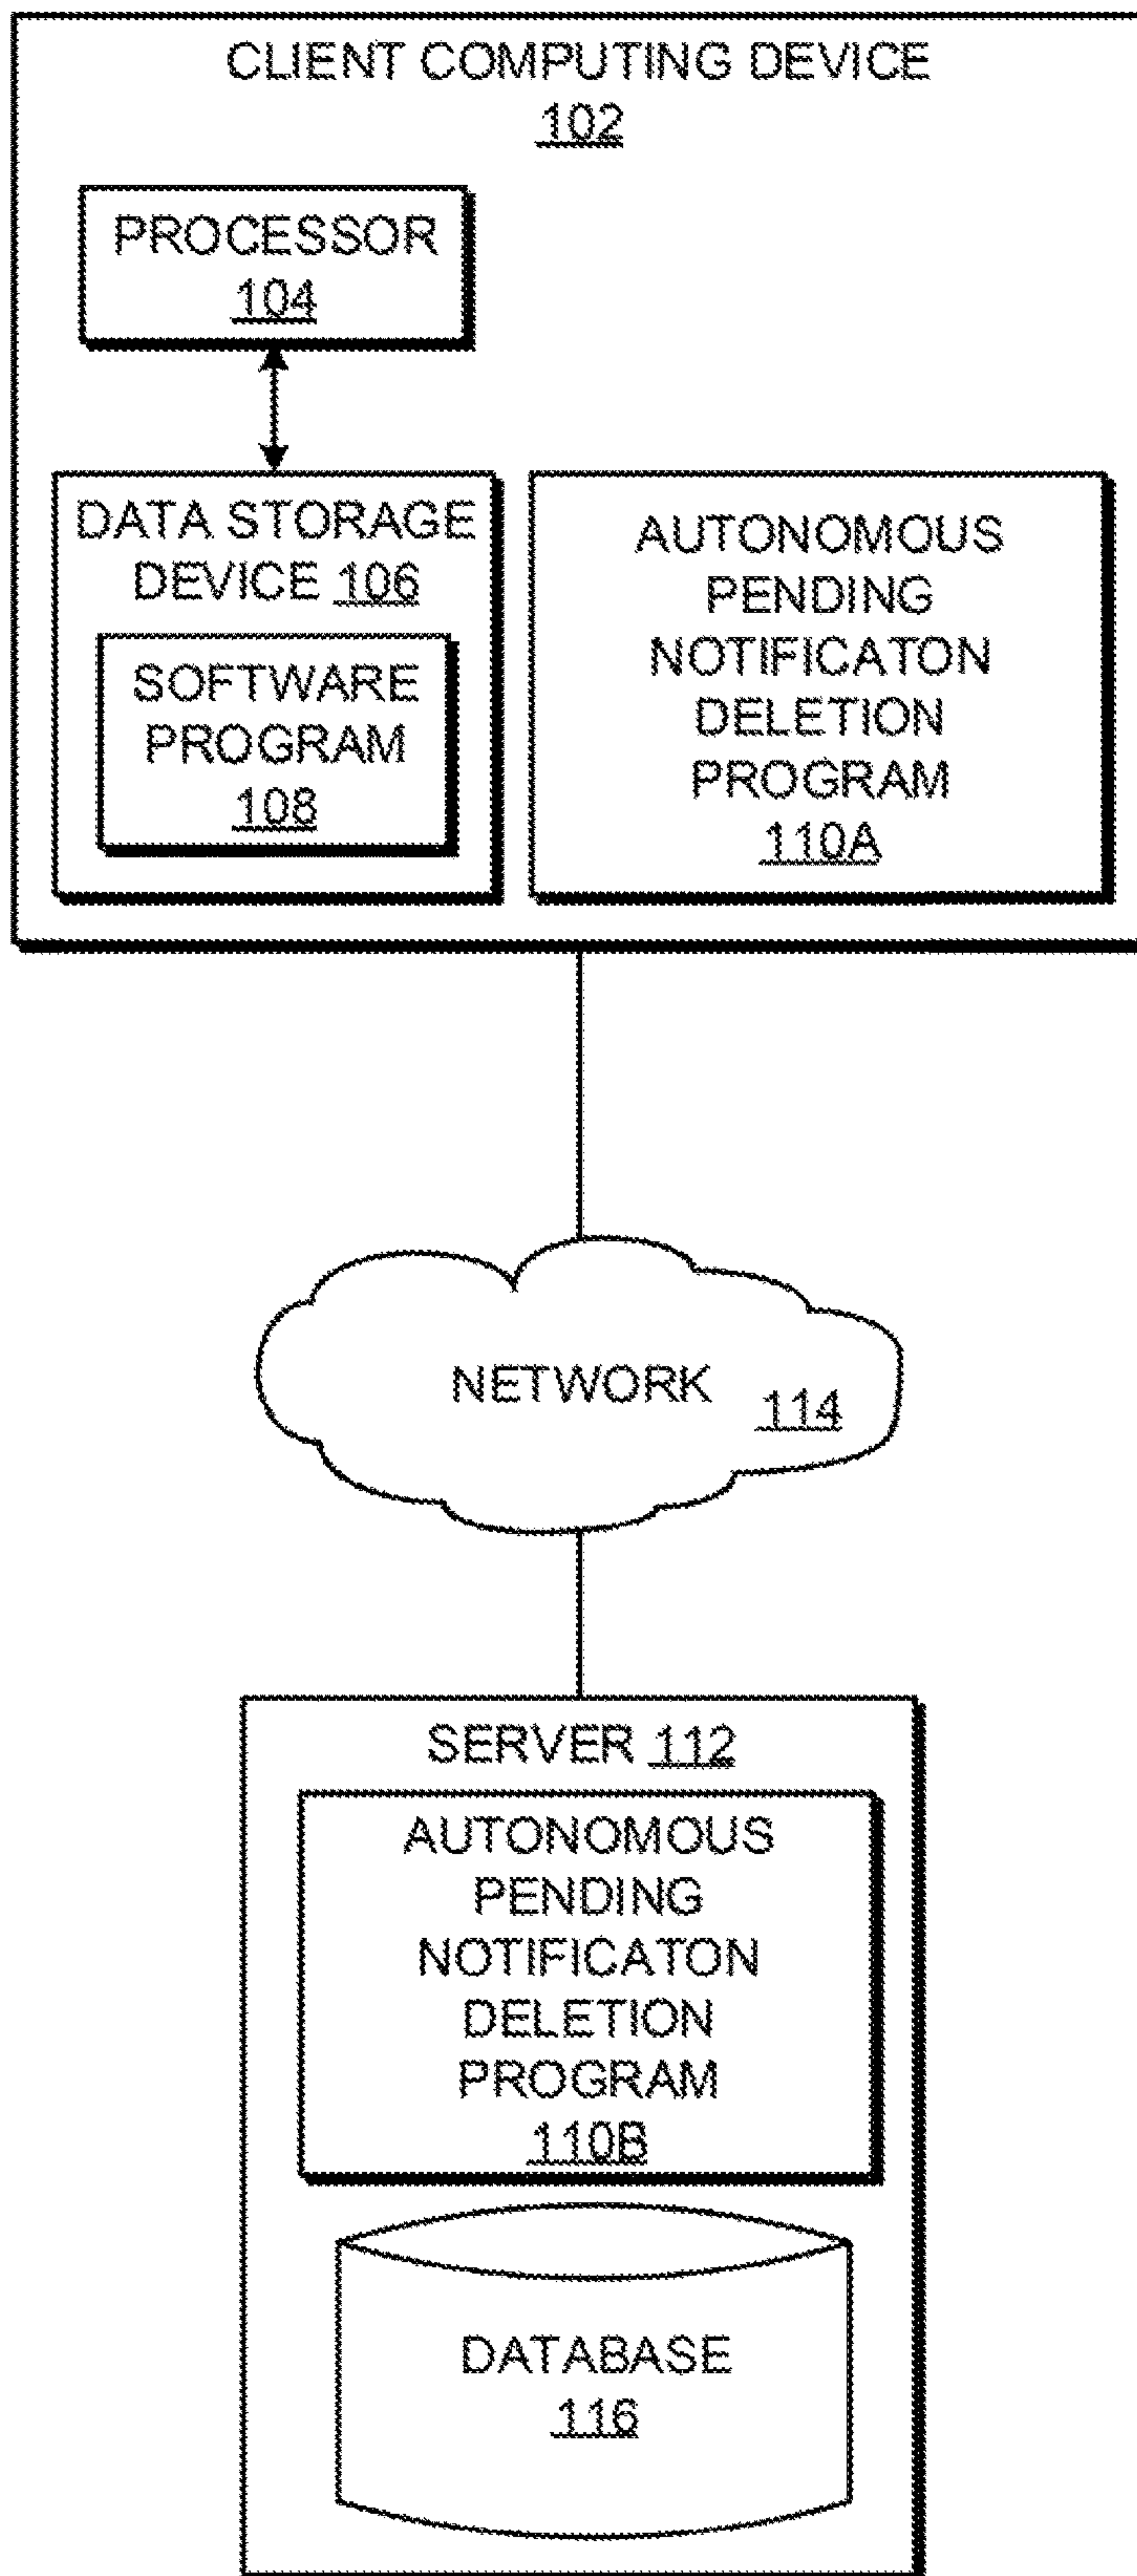 CLIENT COMPUTING DEVICE
102
PROCESSOR
104
DATA STORAGE
DEVICE 106
SOFTWARE
PROGRAM
108
AUTONOMOUS
PENDING
NOTIFICATON
DELETION
PROGRAM
110A
NETWORK 114
SERVER 112
AUTONOMOUS
PENDING
NOTIFICATON
DELETION
PROGRAM
110B
DATABASE
116